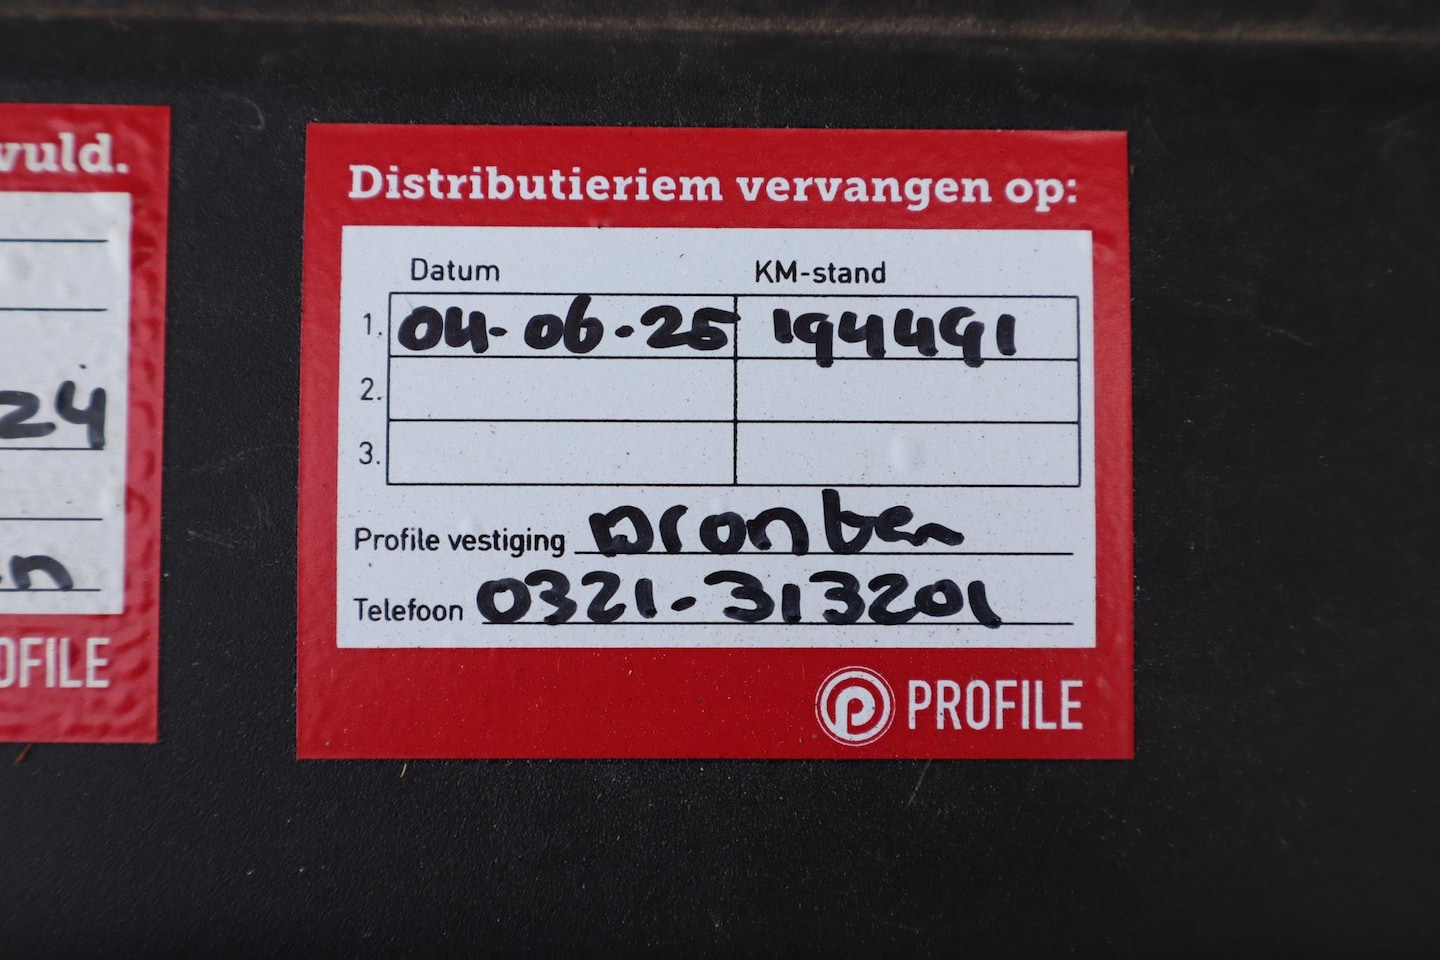 vuld.
24
n
OFILE
Distributieriem vervangen op:
Datum KM-stand
1. 04-06-25 194491
2.
3.
Profile vestiging Dronten
Telefoon 0321-313201
PROFILE